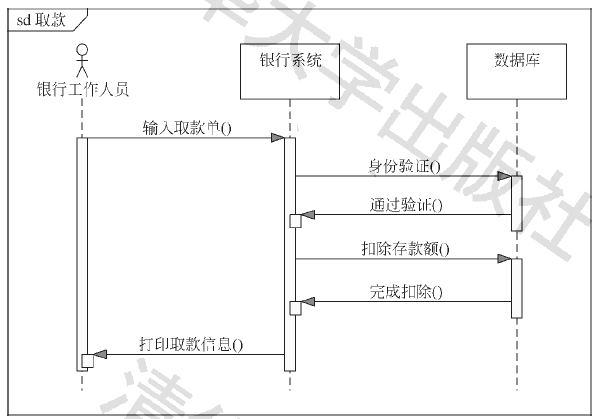 sd 取款
银行工作人员
银行系统
数据库
输入取款单()
身份验证()
通过验证()
扣除存款额()
完成扣除()
打印取款信息()
清华大学出版社